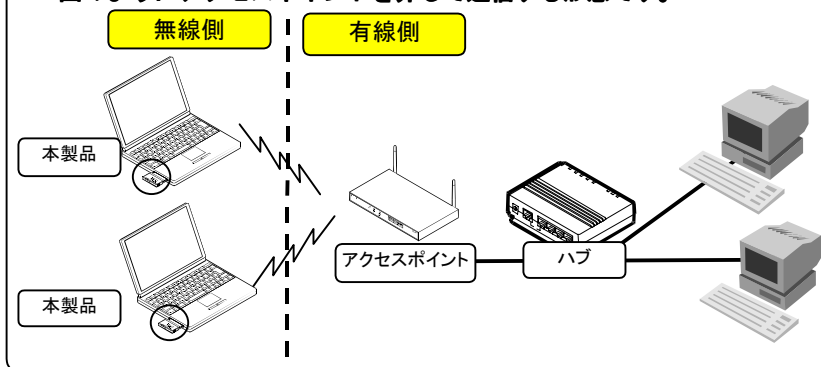 無線側
有線側
本製品
アクセスポイント
ハブ
本製品